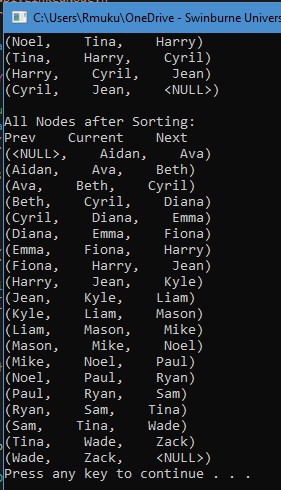 C:\Users\Rmuku\OneDrive - Swinburne Univers
(Noel, Tina, Harry)
(Tina, Harry, Cyril)
(Harry, Cyril, Jean)
(Cyril, Jean, <NULL>)
All Nodes after Sorting:
Prev Current Next
(<NULL>, Aidan, Ava)
(Aidan, Ava, Beth)
(Ava, Beth, Cyril)
(Beth, Cyril, Diana)
(Cyril, Diana, Emma)
(Diana, Emma, Fiona)
(Emma, Fiona, Harry)
(Fiona, Harry, Jean)
(Harry, Jean, Kyle)
(Jean, Kyle, Liam)
(Kyle, Liam, Mason)
(Liam, Mason, Mike)
(Mason, Mike, Noel)
(Mike, Noel, Paul)
(Noel, Paul, Ryan)
(Paul, Ryan, Sam)
(Ryan, Sam, Tina)
(Sam, Tina, Wade)
(Tina, Wade, Zack)
(Wade, Zack, <NULL>)
Press any key to continue . . .